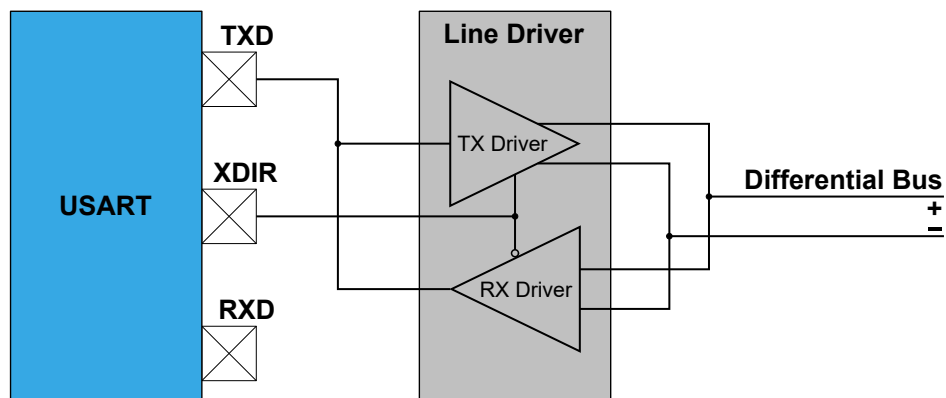 TXD
Line Driver
TX Driver
XDIR
USART
Differential Bus
+
−
RX Driver
RXD